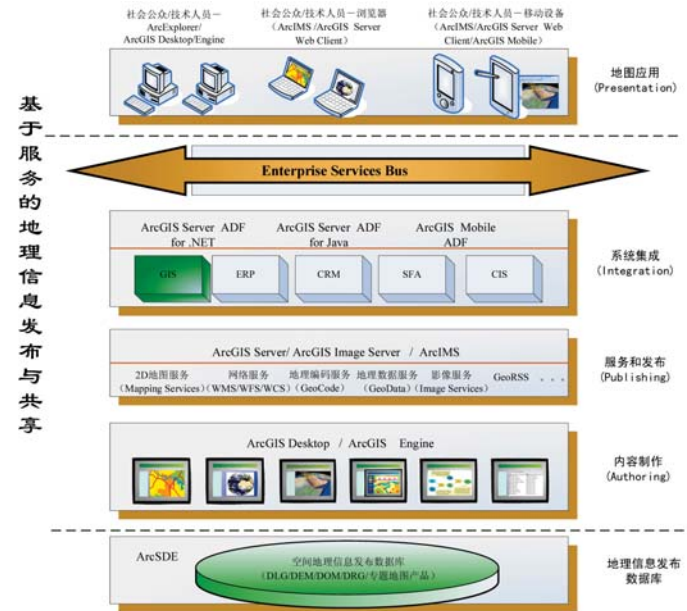 社会公众/技术人员－
ArcExplorer/
ArcGIS Desktop/Engine
社会公众/技术人员－浏览器
（ArcIMS /ArcGIS Server
Web Client）
社会公众/技术人员－移动设备
（ArcIMS/ArcGIS Server Web
Client/ArcGIS Mobile）
地图应用
(Presentation)
基于服务的地理信息发布与共享
Enterprise Services Bus
ArcGIS Server ADF
for .NET
ArcGIS Server ADF
for Java
ArcGIS Mobile
ADF
GIS
ERP
CRM
SFA
CIS
系统集成
(Integration)
ArcGIS Server/ ArcGIS Image Server / ArcIMS
2D地图服务 网络服务 地理编码服务 地理数据服务 影像服务 GeoRSS . . .
（Mapping Services）（WMS/WFS/WCS）（GeoCode） （GeoData）（Image Services）
服务和发布
(Publishing)
ArcGIS Desktop / ArcGIS Engine
内容制作
(Authoring)
ArcSDE
空间地理信息发布数据库
（DLG/DEM/DOM/DRG/专题地图产品）
地理信息发布
数据库